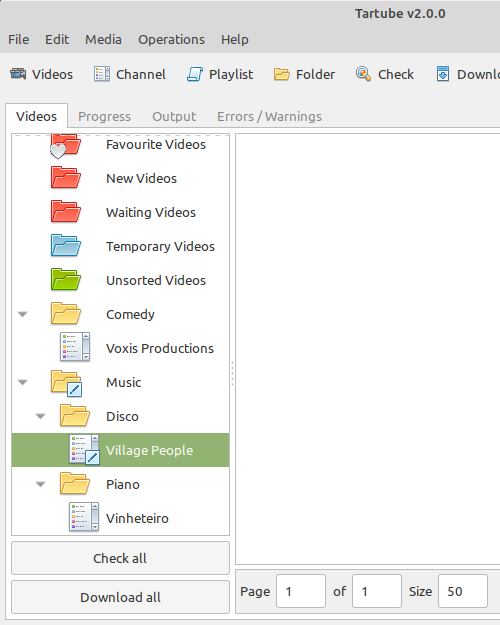 Tartube v2.0.0
File Edit Media Operations Help
Videos Channel Playlist Folder Check Downl
Videos Progress Output Errors / Warnings
Favourite Videos
New Videos
Waiting Videos
Temporary Videos
Unsorted Videos
Comedy
Voxis Productions
Music
Disco
Village People
Piano
Vinheteiro
Check all
Download all
Page 1 of 1 Size 50